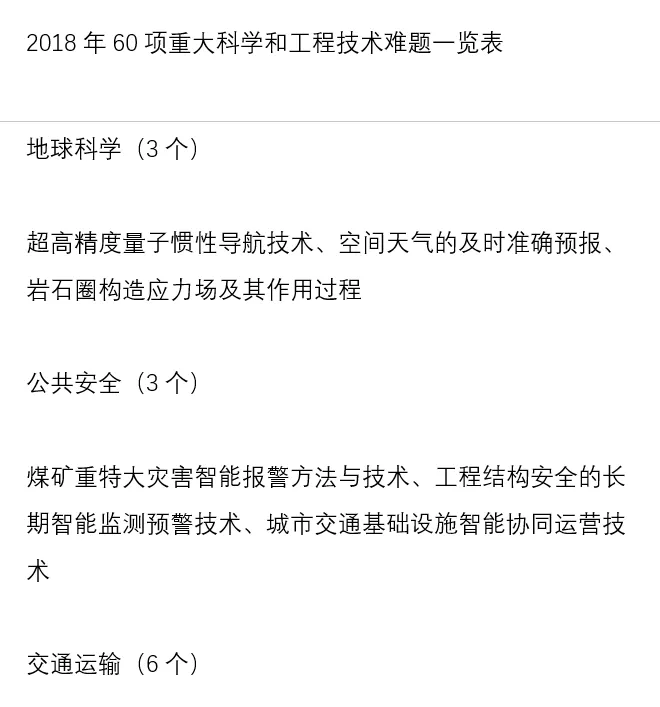 2018 年 60 项重大科学和工程技术难题一览表
地球科学（3 个）
超高精度量子惯性导航技术、空间天气的及时准确预报、
岩石圈构造应力场及其作用过程
公共安全（3 个）
煤矿重特大灾害智能报警方法与技术、工程结构安全的长
期智能监测预警技术、城市交通基础设施智能协同运营技
术
交通运输（6 个）